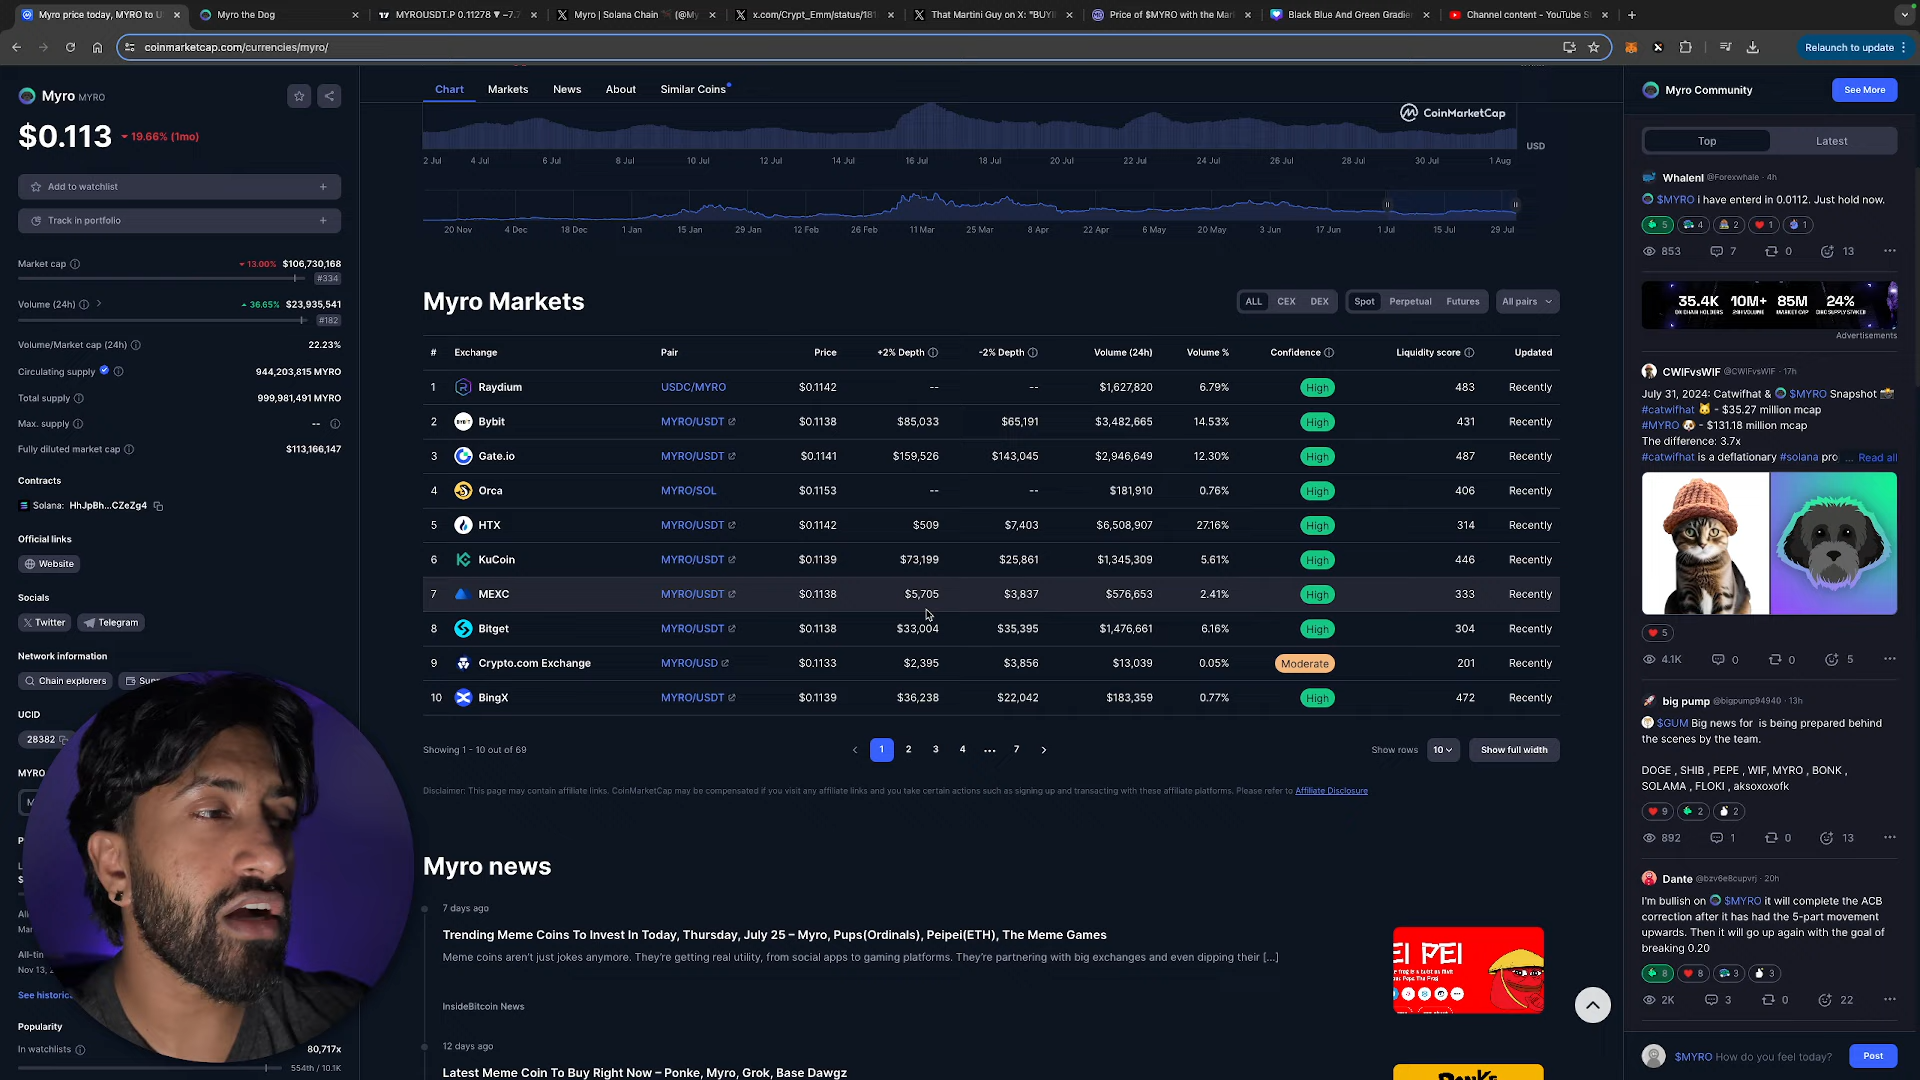 Myro price today, MYRO to U
Myro the Dog
MYROUSDT.P 0.11278 ▼ −7.7
Myro | Solana Chain
(@My
x.com/Crypt_Emm/status/181
That Martini Guy on X: "BUYI
Price of $MYRO with the Mar
Black Blue And Green Gradien
Channel content - YouTube S
coinmarketcap.com/currencies/myro/
Relaunch to update
Myro MYRO
$0.113
19.66% (1mo)
Add to watchlist
Track in portfolio
Market cap
13.00% $106,730,168
#334
Volume (24h)
36.65% $23,935,541
#182
Volume/Market cap (24h)
22.23%
Circulating supply
944,203,815 MYRO
Total supply
999,981,491 MYRO
Max. supply
--
Fully diluted market cap
$113,166,147
Contracts
Solana: HhJpBh...CZeZg4
Official links
Website
Socials
Twitter
Telegram
Network information
Chain explorers
Sup
UCID
28382
MYRO
All-tim
Nov 13,
See historic
Popularity
In watchlists
80,717x
554th / 10.1K
Chart
Markets
News
About
Similar Coins
CoinMarketCap
USD
2 Jul 4 Jul 6 Jul 8 Jul 10 Jul 12 Jul 14 Jul 16 Jul 18 Jul 20 Jul 22 Jul 24 Jul 26 Jul 28 Jul 30 Jul 1 Aug
20 Nov 4 Dec 18 Dec 1 Jan 15 Jan 29 Jan 12 Feb 26 Feb 11 Mar 25 Mar 8 Apr 22 Apr 6 May 20 May 3 Jun 17 Jun 1 Jul 15 Jul 29 Jul
Myro Markets
ALL CEX DEX
Spot Perpetual Futures
All pairs
# Exchange Pair Price +2% Depth -2% Depth Volume (24h) Volume % Confidence Liquidity score Updated
1 Raydium USDC/MYRO $0.1142 -- -- $1,627,820 6.79% High 483 Recently
2 Bybit MYRO/USDT $0.1138 $85,033 $65,191 $3,482,665 14.53% High 431 Recently
3 Gate.io MYRO/USDT $0.1141 $159,526 $143,045 $2,946,649 12.30% High 487 Recently
4 Orca MYRO/SOL $0.1153 -- -- $181,910 0.76% High 406 Recently
5 HTX MYRO/USDT $0.1142 $509 $7,403 $6,508,907 27.16% High 314 Recently
6 KuCoin MYRO/USDT $0.1139 $73,199 $25,861 $1,345,309 5.61% High 446 Recently
7 MEXC MYRO/USDT $0.1138 $5,705 $3,837 $576,653 2.41% High 333 Recently
8 Bitget MYRO/USDT $0.1138 $33,004 $35,395 $1,476,661 6.16% High 304 Recently
9 Crypto.com Exchange MYRO/USD $0.1133 $2,395 $3,856 $13,039 0.05% Moderate 201 Recently
10 BingX MYRO/USDT $0.1139 $36,238 $22,042 $183,359 0.77% High 472 Recently
Showing 1 - 10 out of 69
1 2 3 4 ... 7
Show rows 10
Show full width
Disclaimer: This page may contain affiliate links. CoinMarketCap may be compensated if you visit any affiliate links and you take certain actions such as signing up and transacting with these affiliate platforms. Please refer to Affiliate Disclosure
Myro news
7 days ago
Trending Meme Coins To Invest In Today, Thursday, July 25 – Myro, Pups(Ordinals), Peipei(ETH), The Meme Games
Meme coins aren't just jokes anymore. They're getting real utility, from social apps to gaming platforms. They're partnering with big exchanges and even dipping their [...]
InsideBitcoin News
EI PEI
12 days ago
Latest Meme Coin To Buy Right Now – Ponke, Myro, Grok, Base Dawgz
Myro Community
See More
Top
Latest
Whalenl @Forexwhale · 4h
$MYRO i have enterd in 0.0112. Just hold now.
5 4 2 1 1
853 7 0 13
35.4K 10M+ 85M 24%
Advertisements
CWIFvsWIF @CWIFvsWIF · 17h
July 31, 2024: Catwifhat & $MYRO Snapshot
#catwifhat - $35.27 million mcap
#MYRO - $131.18 million mcap
The difference: 3.7x
#catwifhat is a deflationary #solana pro ... Read all
5
4.1K 0 0 5
big pump @bigpump94940 · 13h
$GUM Big news for is being prepared behind
the scenes by the team.
DOGE , SHIB , PEPE , WIF, MYRO , BONK ,
SOLAMA , FLOKI , aksoxoxofk
9 2 2
892 1 0 13
Dante @bzv6e8cupvrj · 20h
I'm bullish on $MYRO it will complete the ACB
correction after it has had the 5-part movement
upwards. Then it will go up again with the goal of
breaking 0.20
8 8 3 3
2K 3 0 22
$MYRO How do you feel today?
Post